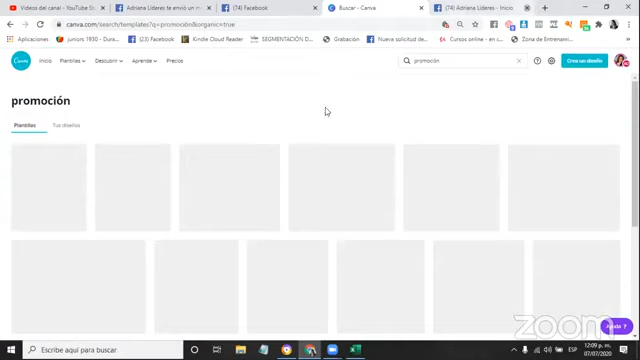 Videos del canal - YouTube St
Adriana Líderes te envió un m
(74) Facebook
Buscar - Canva
(74) Adriana Líderes - Inicio
canva.com/search/templates?q=promoción&organic=true
Aplicaciones
juniors 1930 - Dura...
(23) Facebook
Kindle Cloud Reader
SEGMENTACIÓN D...
Grabación
Nueva solicitud de...
Cursos online - en c...
Zona de Entrenami...
Canva
Inicio
Plantillas
Descubrir
Aprende
Precios
promoción
Crea un diseño
promoción
Plantillas
Tus diseños
zoom
Ayuda ?
Escribe aquí para buscar
ESP
12:09 p. m.
07/07/2020